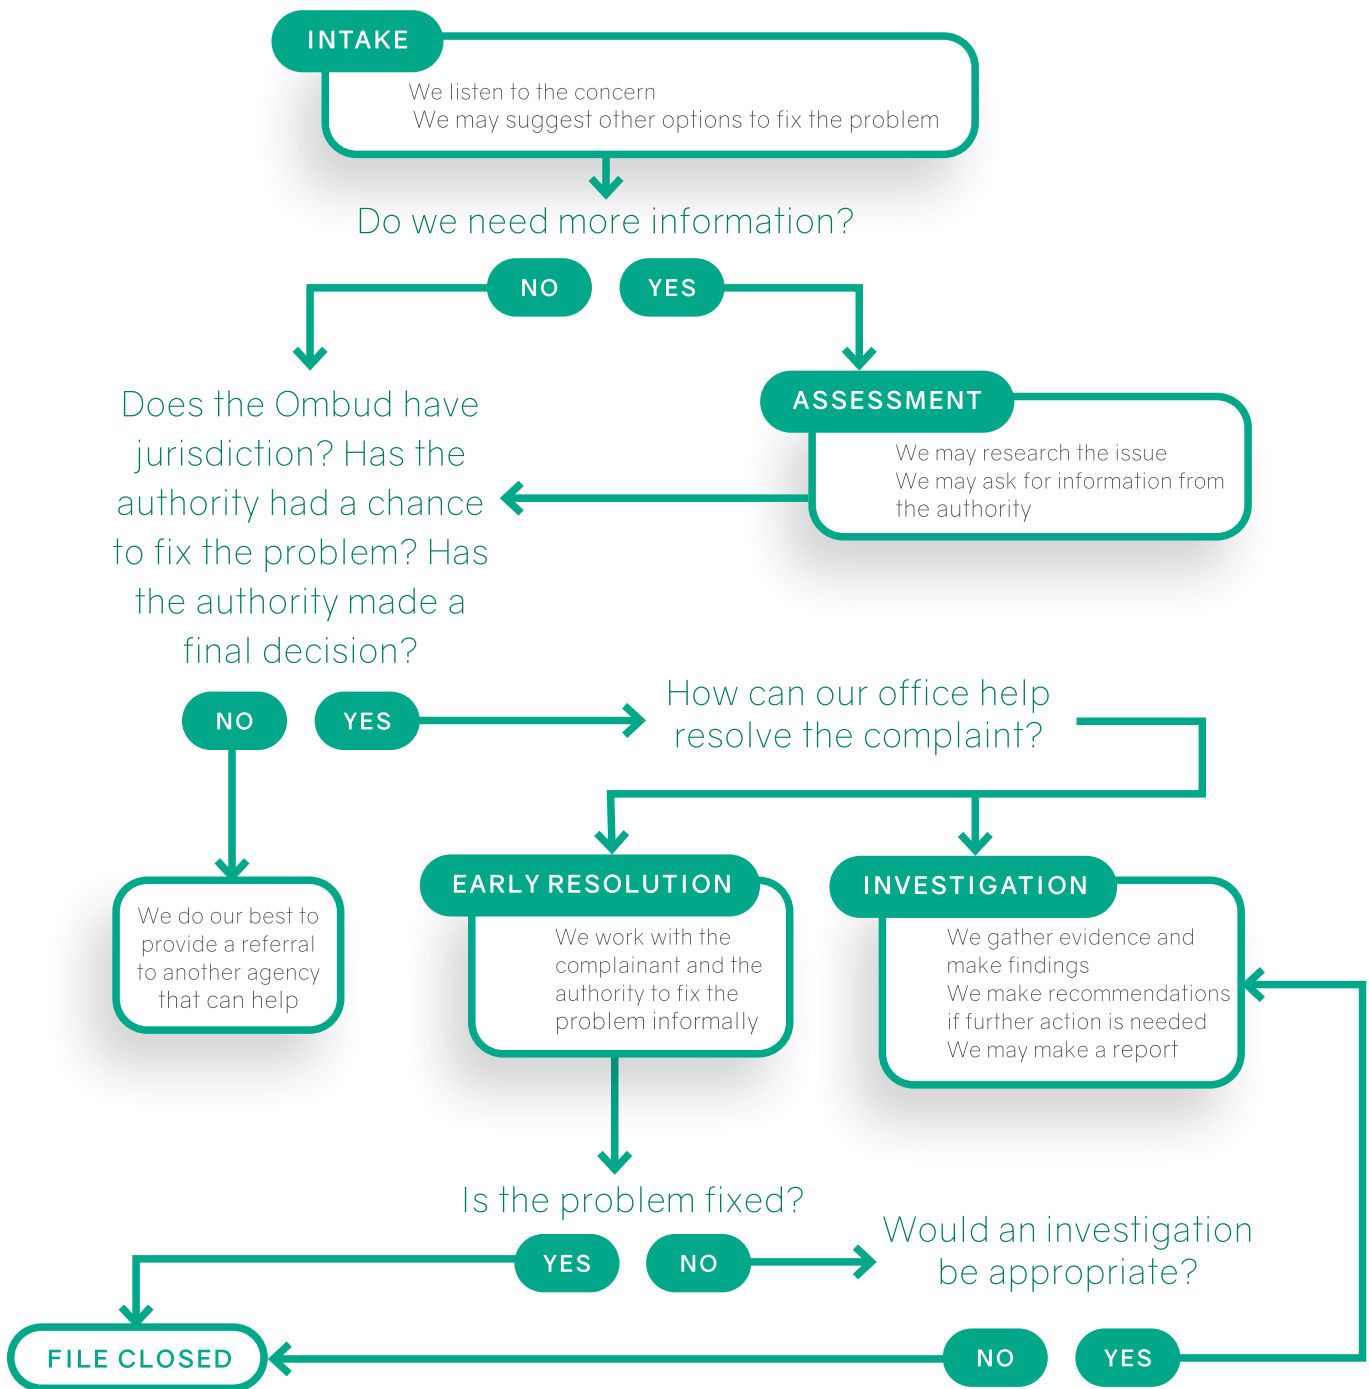 INTAKE
We listen to the concern
We may suggest other options to fix the problem
Do we need more information?
NO
YES
Does the Ombud have
jurisdiction? Has the
authority had a chance
to fix the problem? Has
the authority made a
final decision?
ASSESSMENT
We may research the issue
We may ask for information from
the authority
NO
YES
How can our office help
resolve the complaint?
We do our best to
provide a referral
to another agency
that can help
EARLY RESOLUTION
We work with the
complainant and the
authority to fix the
problem informally
INVESTIGATION
We gather evidence and
make findings
We make recommendations
if further action is needed
We may make a report
Is the problem fixed?
YES
NO
Would an investigation
be appropriate?
FILE CLOSED
NO
YES